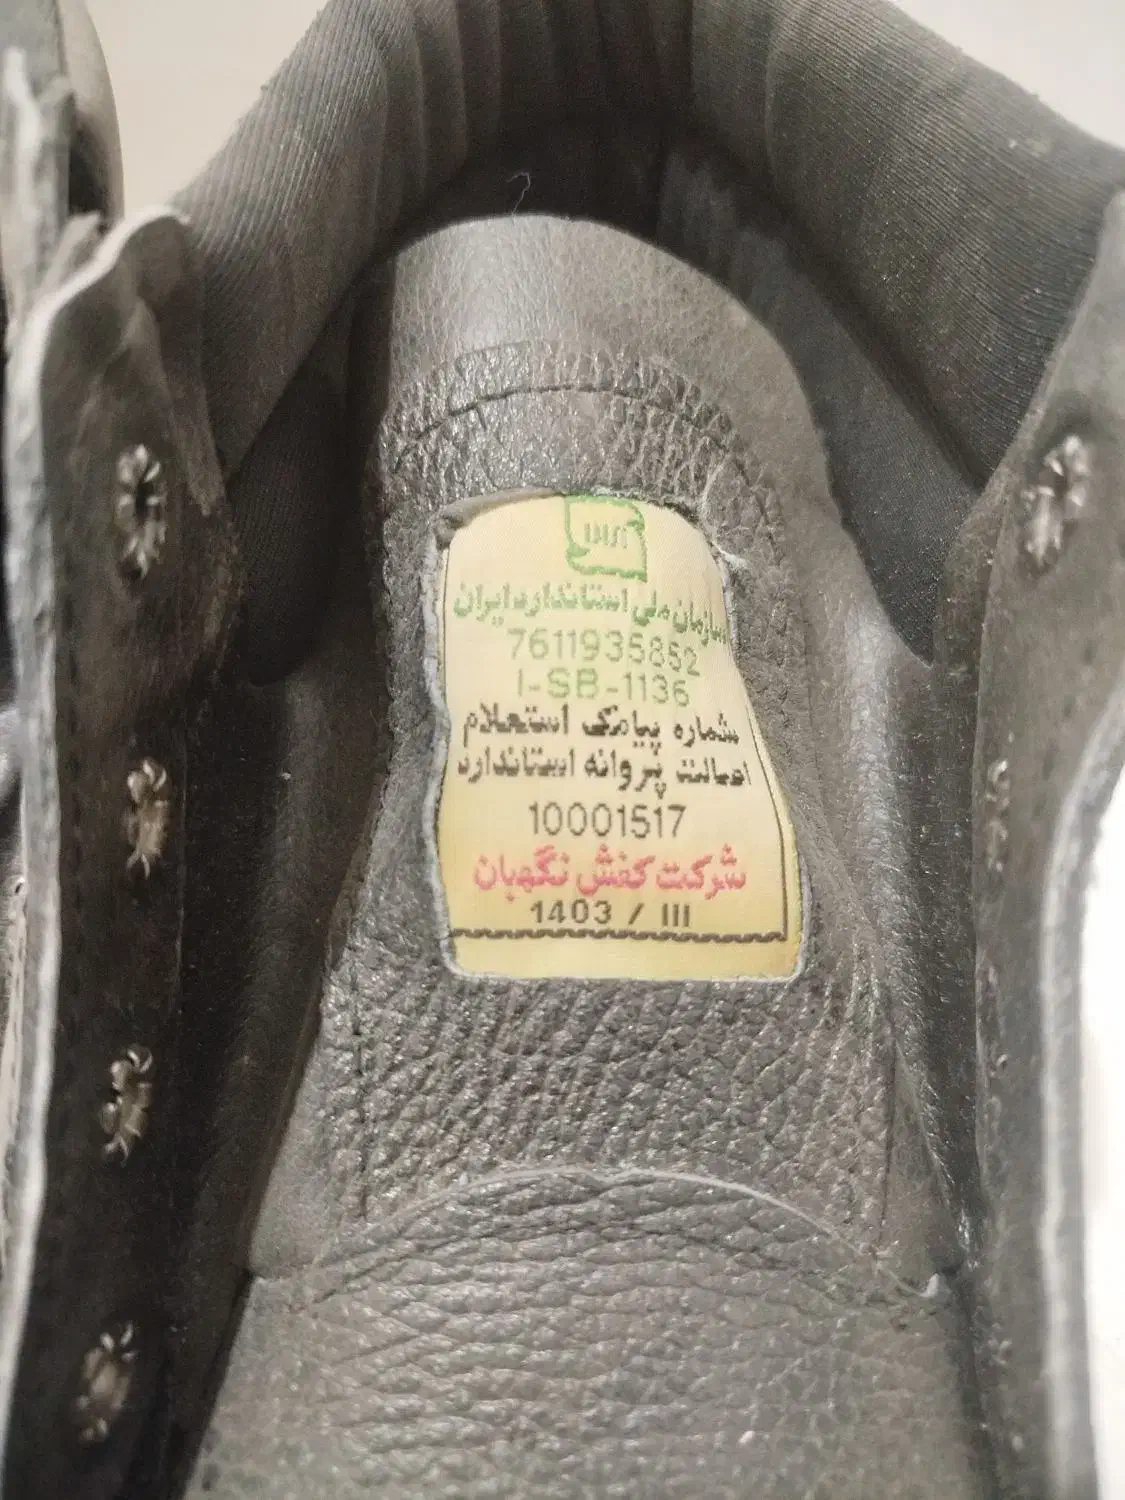 سازمان ملی استاندارد ایران
7611935852
I-SB-1136
شماره پیامک استعلام
اصالت پروانه استاندارد
10001517
شرکت کفش نگهبان
1403 / III